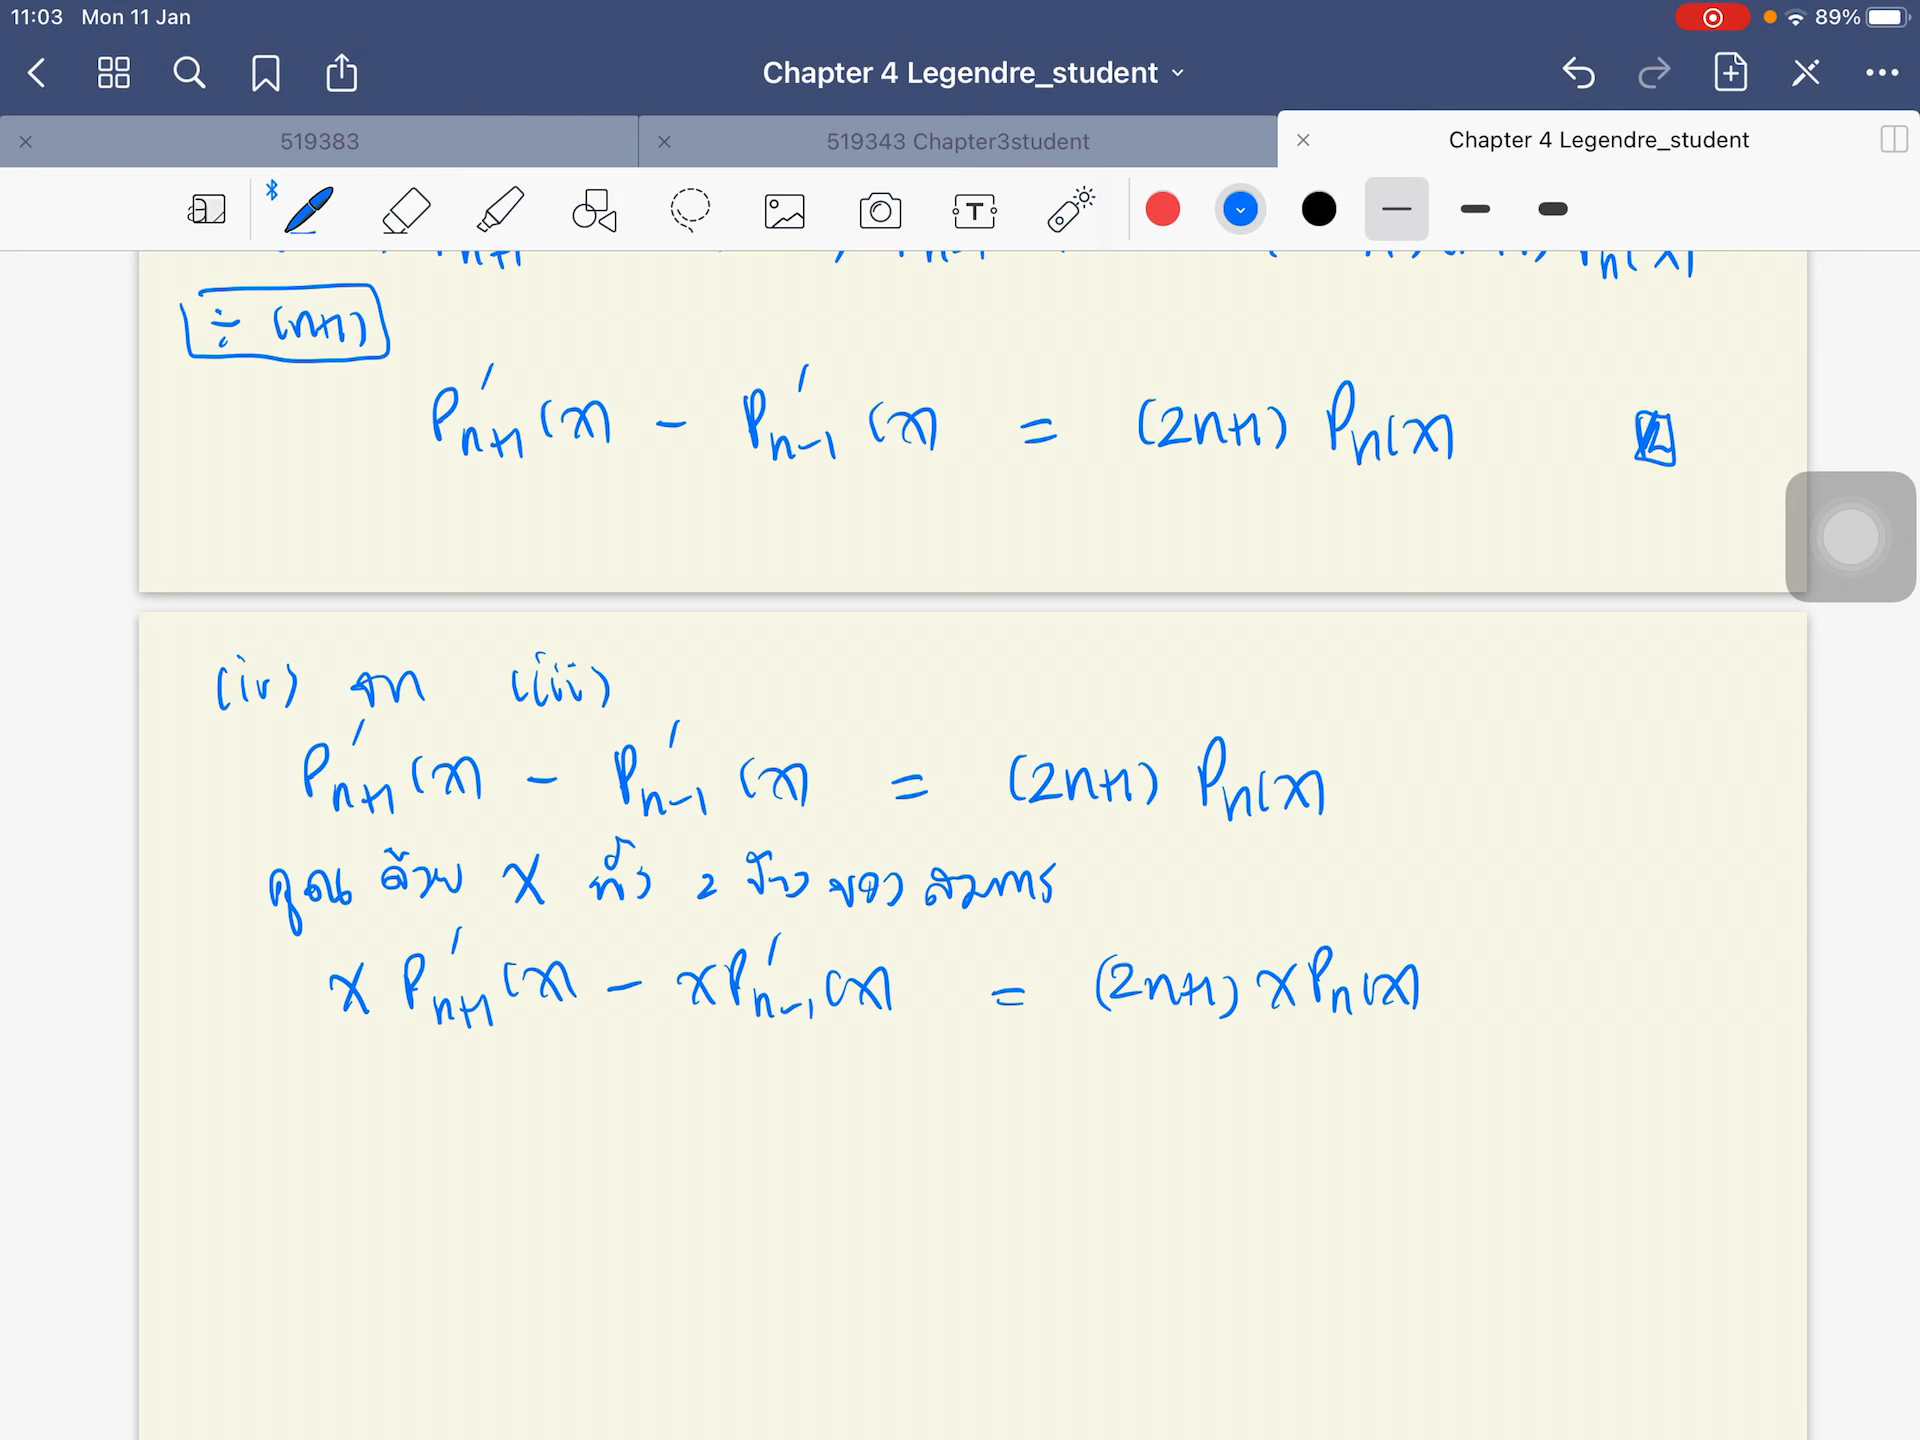 11:03 Mon 11 Jan 89%
Chapter 4 Legendre_student
519383 519343 Chapter3student Chapter 4 Legendre_student
÷ (n+1)
P'n+1(x) - P'n-1(x) = (2n+1) Pn(x)
(iv) จาก (iii)
P'n+1(x) - P'n-1(x) = (2n+1) Pn(x)
คูณด้วย x ทั้ง 2 ข้างของสมการ
x P'n+1(x) - xP'n-1(x) = (2n+1) xPn(x)